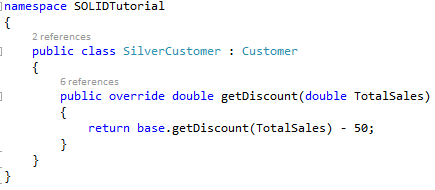 namespace SOLIDTutorial
{
2 references
public class SilverCustomer : Customer
{
6 references
public override double getDiscount(double TotalSales)
{
return base.getDiscount(TotalSales) - 50;
}
}
}